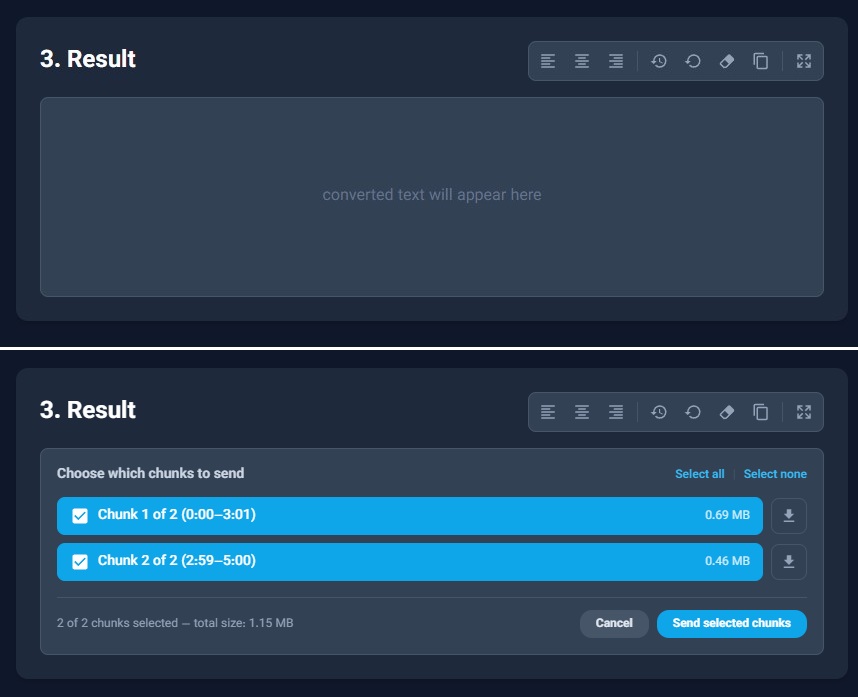 3. Result
converted text will appear here
3. Result
Choose which chunks to send
Select all | Select none
Chunk 1 of 2 (0:00–3:01) 0.69 MB
Chunk 2 of 2 (2:59–5:00) 0.46 MB
2 of 2 chunks selected — total size: 1.15 MB
Cancel
Send selected chunks